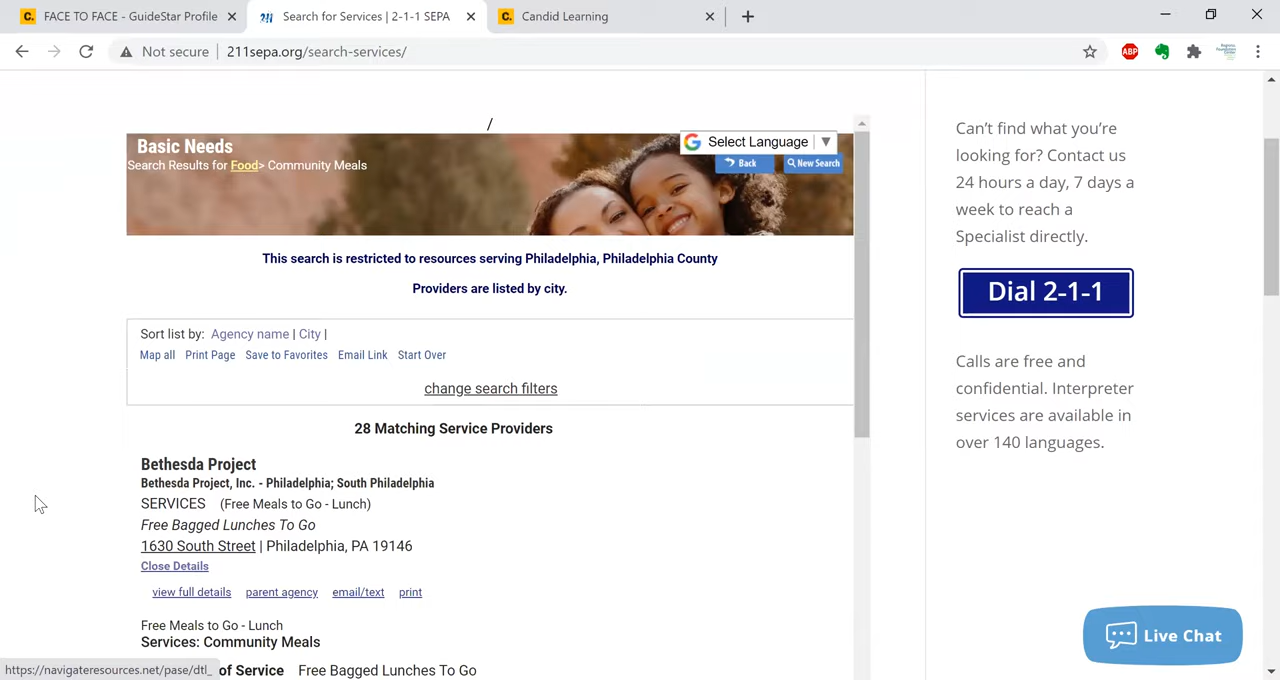 FACE TO FACE - GuideStar Profile
211 Search for Services | 2-1-1 SEPA
Candid Learning
Not secure
211sepa.org/search-services/
ABP
/
Basic Needs
Select Language
Search Results for Food> Community Meals
Back
New Search
This search is restricted to resources serving Philadelphia, Philadelphia County
Providers are listed by city.
Sort list by: Agency name | City |
Map all Print Page Save to Favorites Email Link Start Over
change search filters
28 Matching Service Providers
Bethesda Project
Bethesda Project, Inc. - Philadelphia; South Philadelphia
SERVICES (Free Meals to Go - Lunch)
Free Bagged Lunches To Go
1630 South Street | Philadelphia, PA 19146
Close Details
view full details parent agency email/text print
Free Meals to Go - Lunch
Services: Community Meals
of Service Free Bagged Lunches To Go
https://navigateresources.net/pase/dtl_
Can't find what you're
looking for? Contact us
24 hours a day, 7 days a
week to reach a
Specialist directly.
Dial 2-1-1
Calls are free and
confidential. Interpreter
services are available in
over 140 languages.
Live Chat